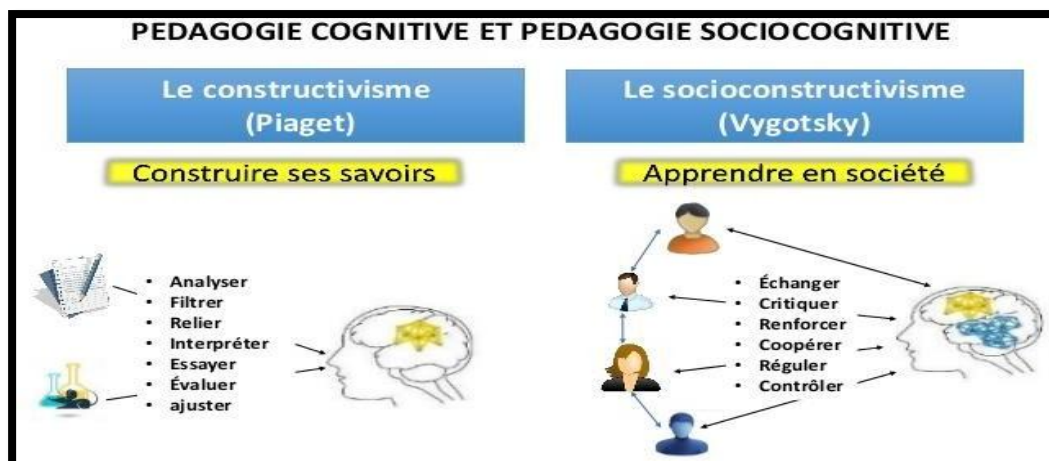 PEDAGOGIE COGNITIVE ET PEDAGOGIE SOCIOCOGNITIVE
Le constructivisme
(Piaget)
Construire ses savoirs
• Analyser
• Filtrer
• Relier
• Interpréter
• Essayer
• Évaluer
• ajuster
Le socioconstructivisme
(Vygotsky)
Apprendre en société
• Échanger
• Critiquer
• Renforcer
• Coopérer
• Réguler
• Contrôler